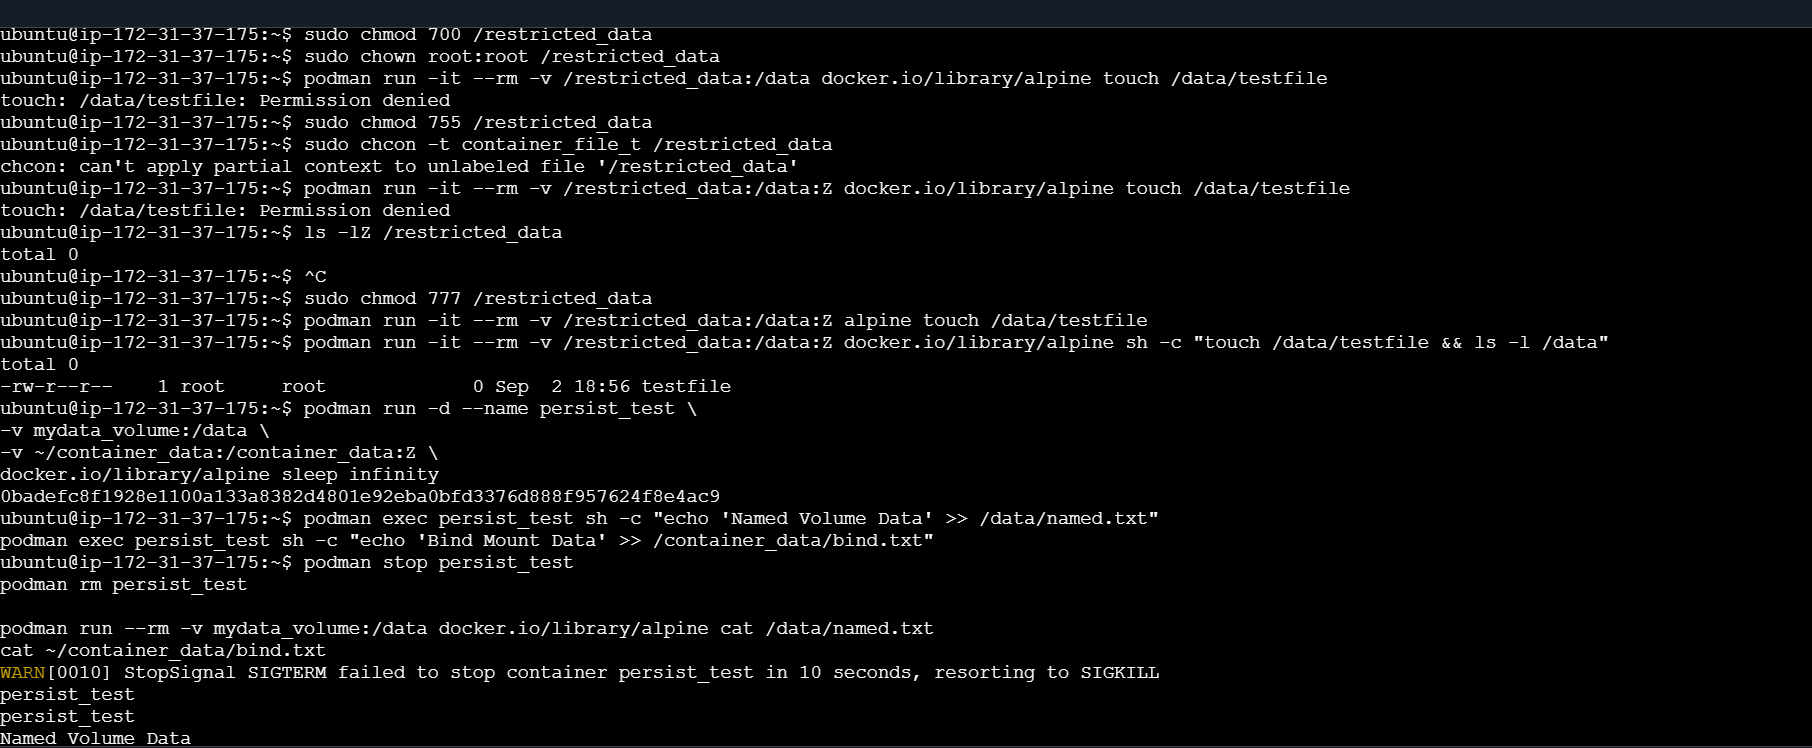 ubuntu@ip-172-31-37-175:~$ sudo chmod 700 /restricted_data
ubuntu@ip-172-31-37-175:~$ sudo chown root:root /restricted_data
ubuntu@ip-172-31-37-175:~$ podman run -it --rm -v /restricted_data:/data docker.io/library/alpine touch /data/testfile
touch: /data/testfile: Permission denied
ubuntu@ip-172-31-37-175:~$ sudo chmod 755 /restricted_data
ubuntu@ip-172-31-37-175:~$ sudo chcon -t container_file_t /restricted_data
chcon: can't apply partial context to unlabeled file '/restricted_data'
ubuntu@ip-172-31-37-175:~$ podman run -it --rm -v /restricted_data:/data:Z docker.io/library/alpine touch /data/testfile
touch: /data/testfile: Permission denied
ubuntu@ip-172-31-37-175:~$ ls -lZ /restricted_data
total 0
ubuntu@ip-172-31-37-175:~$ ^C
ubuntu@ip-172-31-37-175:~$ sudo chmod 777 /restricted_data
ubuntu@ip-172-31-37-175:~$ podman run -it --rm -v /restricted_data:/data:Z alpine touch /data/testfile
ubuntu@ip-172-31-37-175:~$ podman run -it --rm -v /restricted_data:/data:Z docker.io/library/alpine sh -c "touch /data/testfile && ls -l /data"
total 0
-rw-r--r--    1 root     root             0 Sep  2 18:56 testfile
ubuntu@ip-172-31-37-175:~$ podman run -d --name persist_test \
-v mydata_volume:/data \
-v ~/container_data:/container_data:Z \
docker.io/library/alpine sleep infinity
0badefc8f1928e1100a133a8382d4801e92eba0bfd3376d888f957624f8e4ac9
ubuntu@ip-172-31-37-175:~$ podman exec persist_test sh -c "echo 'Named Volume Data' >> /data/named.txt"
podman exec persist_test sh -c "echo 'Bind Mount Data' >> /container_data/bind.txt"
ubuntu@ip-172-31-37-175:~$ podman stop persist_test
podman rm persist_test
podman run --rm -v mydata_volume:/data docker.io/library/alpine cat /data/named.txt
cat ~/container_data/bind.txt
WARN[0010] StopSignal SIGTERM failed to stop container persist_test in 10 seconds, resorting to SIGKILL
persist_test
persist_test
Named Volume Data